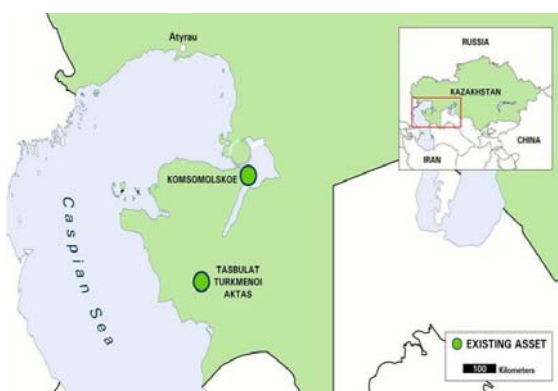 Atyrau
RUSSIA
KAZAKHSTAN
CHINA
IRAN
KOMSOMOLSKOE
Caspian Sea
TASBULAT
TURKMENOI
AKTAS
EXISTING ASSET
100 Kilometers